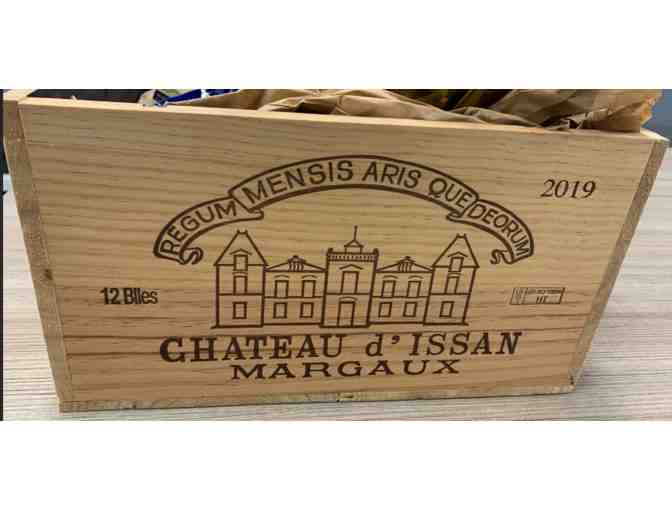 REGUM MENSIS ARIS QUE DEORUM
2019
12 Blles
CHATEAU d'ISSAN
MARGAUX